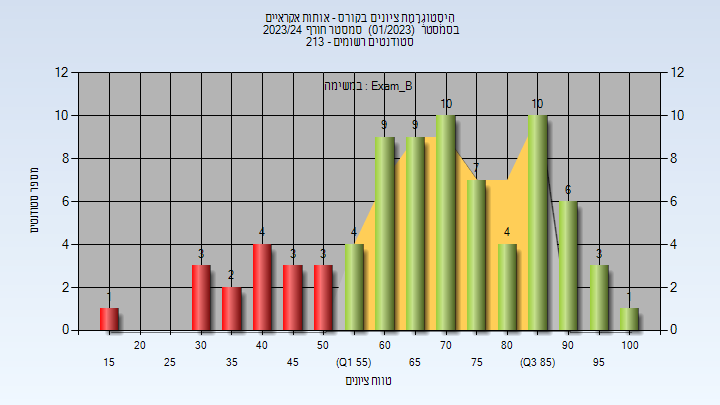 היסטוגרמת ציונים בקורס - אותות אקראיים
בסמסטר (01/2023) סמסטר חורף 2023/24
213 - סטודנטים רשומים
במשימה : Exam_B
מספר סטודנטים
12 10 8 6 4 2 0
12 10 8 6 4 2 0
1 3 2 4 3 3 4 9 9 10 7 4 10 6 3 1
20 30 40 50 60 70 80 90 100
15 25 35 45 (Q1 55) 65 75 (Q3 85) 95
טווח ציונים